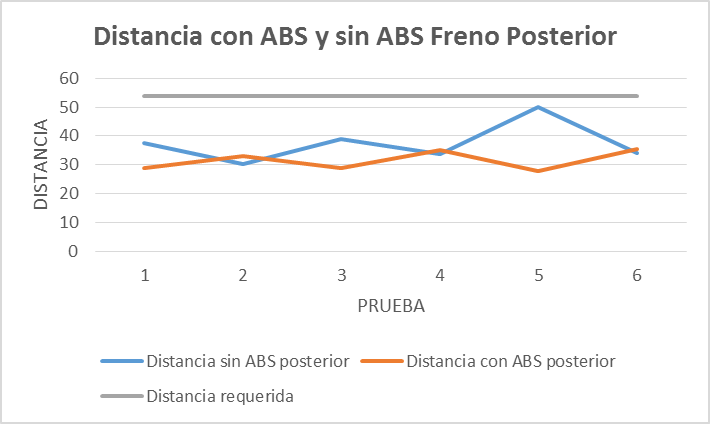 Distancia con ABS y sin ABS Freno Posterior
60
50
40
30
20
10
0
DISTANCIA
1 2 3 4 5 6
PRUEBA
Distancia sin ABS posterior Distancia con ABS posterior
Distancia requerida